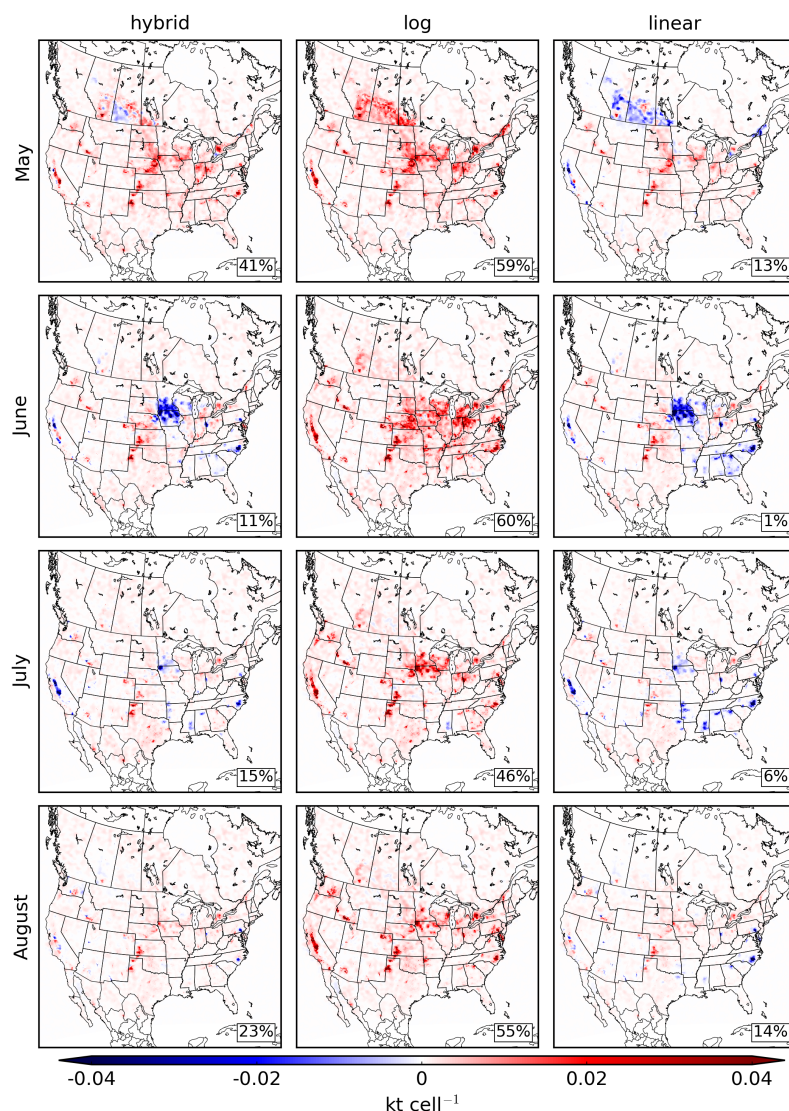 hybrid log linear
May
41% 59% 13%
June
11% 60% 1%
July
15% 46% 6%
August
23% 55% 14%
-0.04 -0.02 0 0.02 0.04
kt cell⁻¹